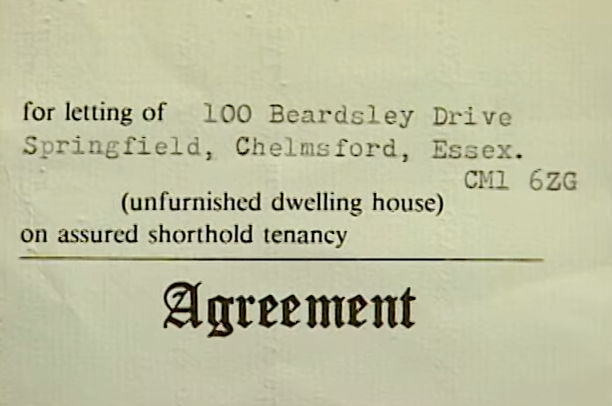 for letting of 100 Beardsley Drive
Springfield, Chelmsford, Essex.
CM1 6ZG
(unfurnished dwelling house)
on assured shorthold tenancy
Agreement